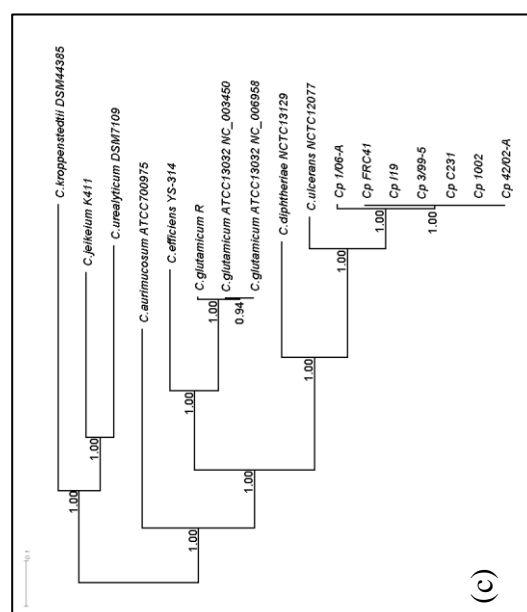 C.kroppenstedtii DSM44385
C.jeikeium K411
C.urealyticum DSM7109
C.aurimucosum ATCC700975
C.efficiens YS-314
C.glutamicum R
C.glutamicum ATCC13032 NC_003450
C.glutamicum ATCC13032 NC_006958
C.diphtheriae NCTC13129
C.ulcerans NCTC12077
Cp 1/06-A
Cp FRC41
Cp I19
Cp 3/99-5
Cp C231
Cp 1002
Cp 42/02-A
1.00
1.00
1.00
1.00
1.00
0.94
1.00
1.00
1.00
1.00
1.00
0.1
(c)